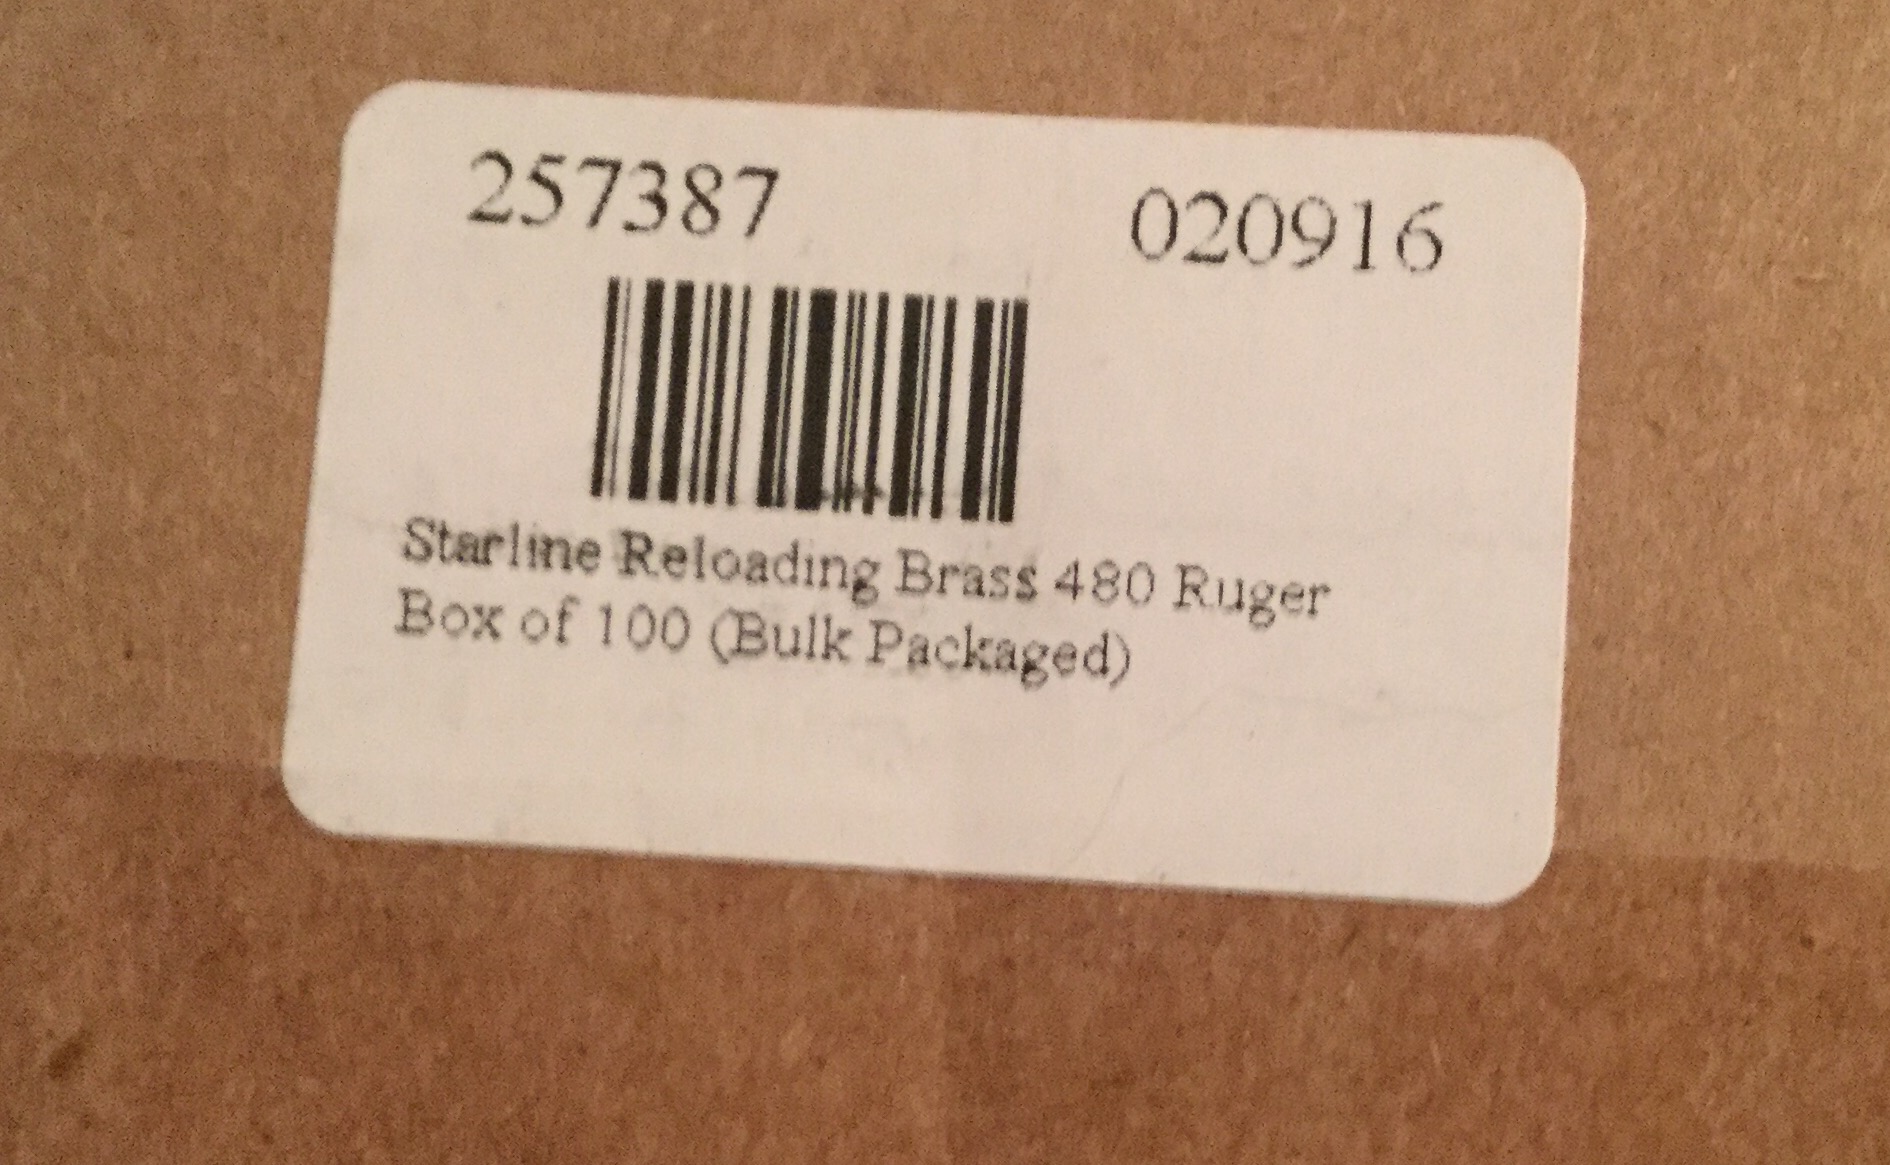 257387 020916
Starline Reloading Brass 480 Ruger
Box of 100 (Bulk Packaged)